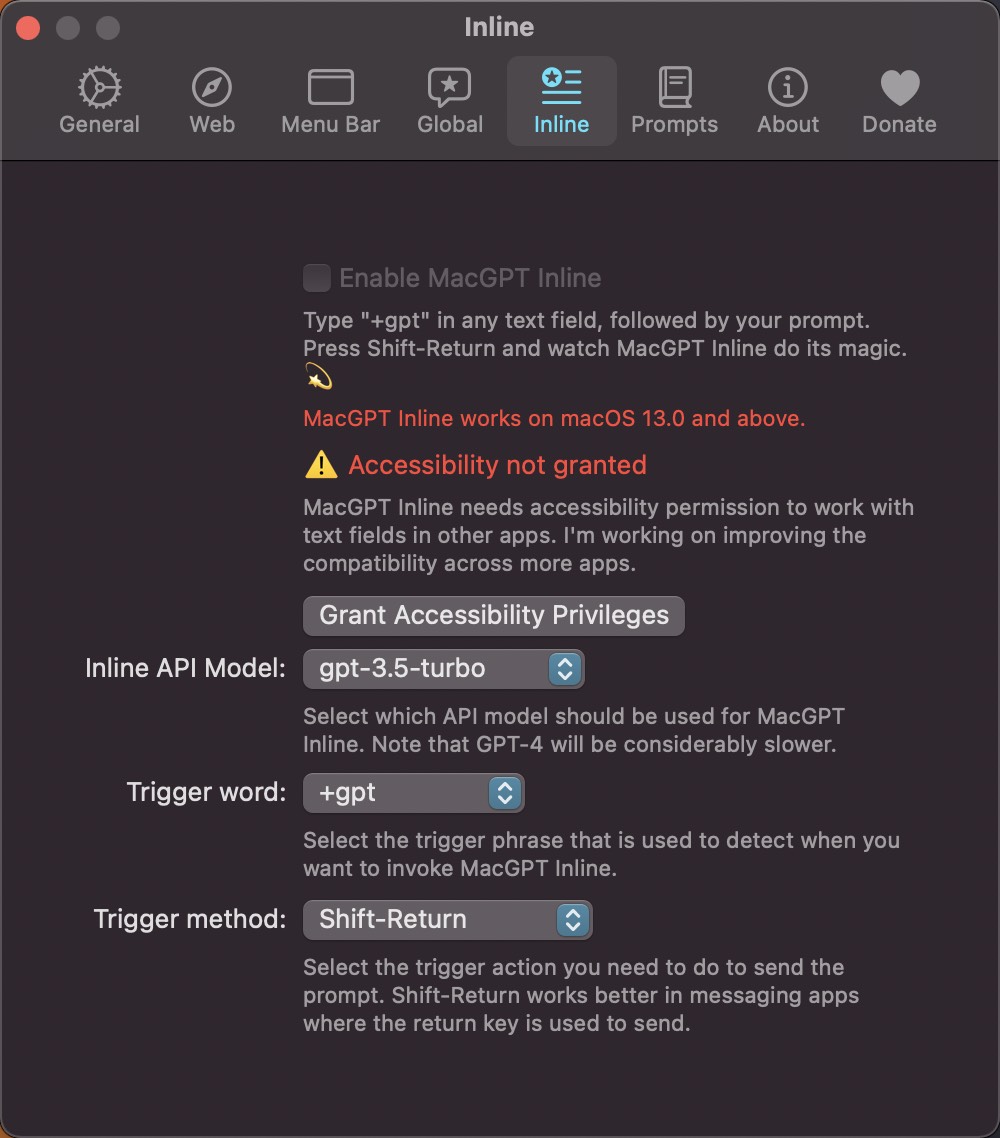 Inline
General
Web
Menu Bar
Global
Inline
Prompts
About
Donate
Enable MacGPT Inline
Type "+gpt" in any text field, followed by your prompt.
Press Shift-Return and watch MacGPT Inline do its magic.
💫
MacGPT Inline works on macOS 13.0 and above.
⚠️ Accessibility not granted
MacGPT Inline needs accessibility permission to work with
text fields in other apps. I'm working on improving the
compatibility across more apps.
Grant Accessibility Privileges
Inline API Model: gpt-3.5-turbo
Select which API model should be used for MacGPT
Inline. Note that GPT-4 will be considerably slower.
Trigger word: +gpt
Select the trigger phrase that is used to detect when you
want to invoke MacGPT Inline.
Trigger method: Shift-Return
Select the trigger action you need to do to send the
prompt. Shift-Return works better in messaging apps
where the return key is used to send.